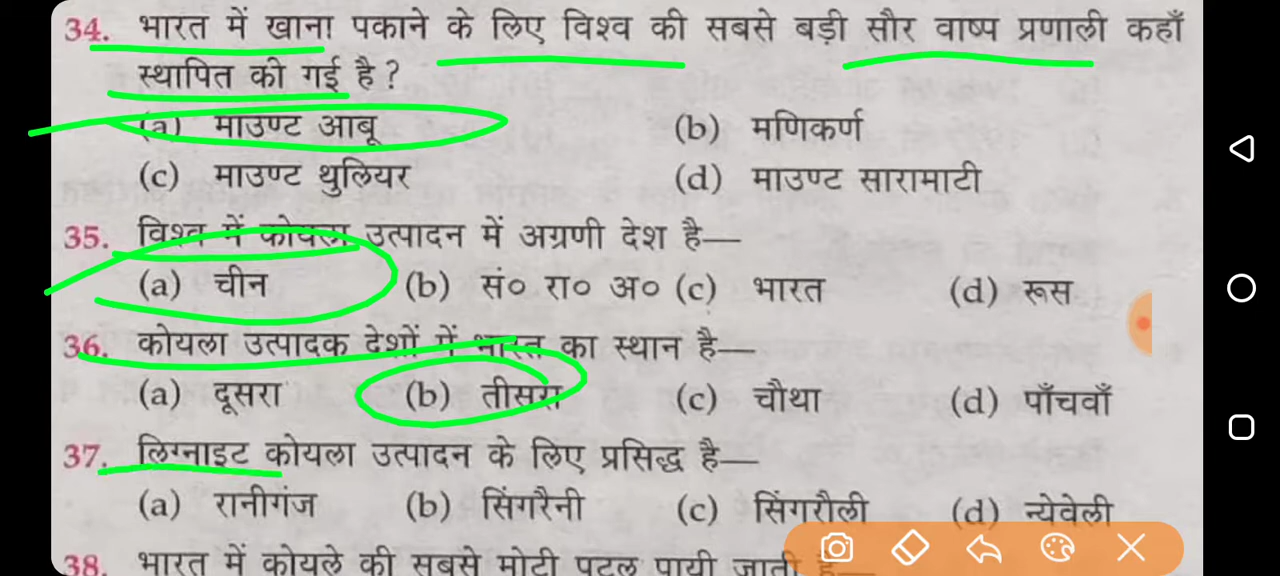 34. भारत में खाना पकाने के लिए विश्व की सबसे बड़ी सौर वाष्प प्रणाली कहाँ
स्थापित की गई है ?
(a) माउण्ट आबू (b) मणिकर्ण
(c) माउण्ट थुलियर (d) माउण्ट सारामाटी
35. विश्व में कोयला उत्पादन में अग्रणी देश है—
(a) चीन (b) सं० रा० अ० (c) भारत (d) रूस
36. कोयला उत्पादक देशों में भारत का स्थान है—
(a) दूसरा (b) तीसरा (c) चौथा (d) पाँचवाँ
37. लिग्नाइट कोयला उत्पादन के लिए प्रसिद्ध है—
(a) रानीगंज (b) सिंगरैनी (c) सिंगरौली (d) न्येवेली
38. भारत में कोयले की सबसे मोटी पटल पायी जाती है—